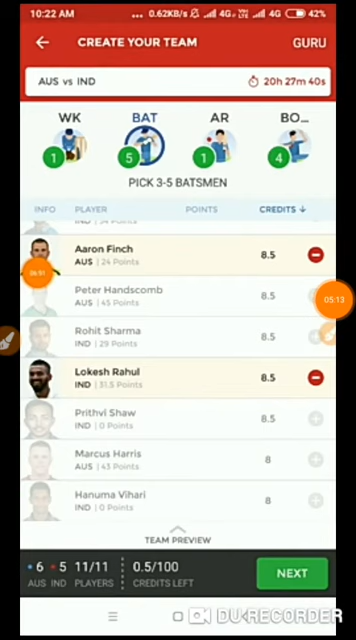 10:22 AM ... 0.62KB/s 4G VoLTE 4G 42%
CREATE YOUR TEAM GURU
AUS vs IND 20h 27m 40s
WK BAT AR BO...
1 5 1 4
PICK 3-5 BATSMEN
INFO PLAYER POINTS CREDITS ↓
Aaron Finch
AUS | 24 Points 8.5
Peter Handscomb
AUS | 45 Points 8.5
05:13
Rohit Sharma
IND | 29 Points 8.5
Lokesh Rahul
IND | 31.5 Points 8.5
Prithvi Shaw
IND | 0 Points 8.5
Marcus Harris
AUS | 43 Points 8
Hanuma Vihari
IND | 0 Points 8
TEAM PREVIEW
6 5 11/11 0.5/100
AUS IND PLAYERS CREDITS LEFT
NEXT
DU RECORDER